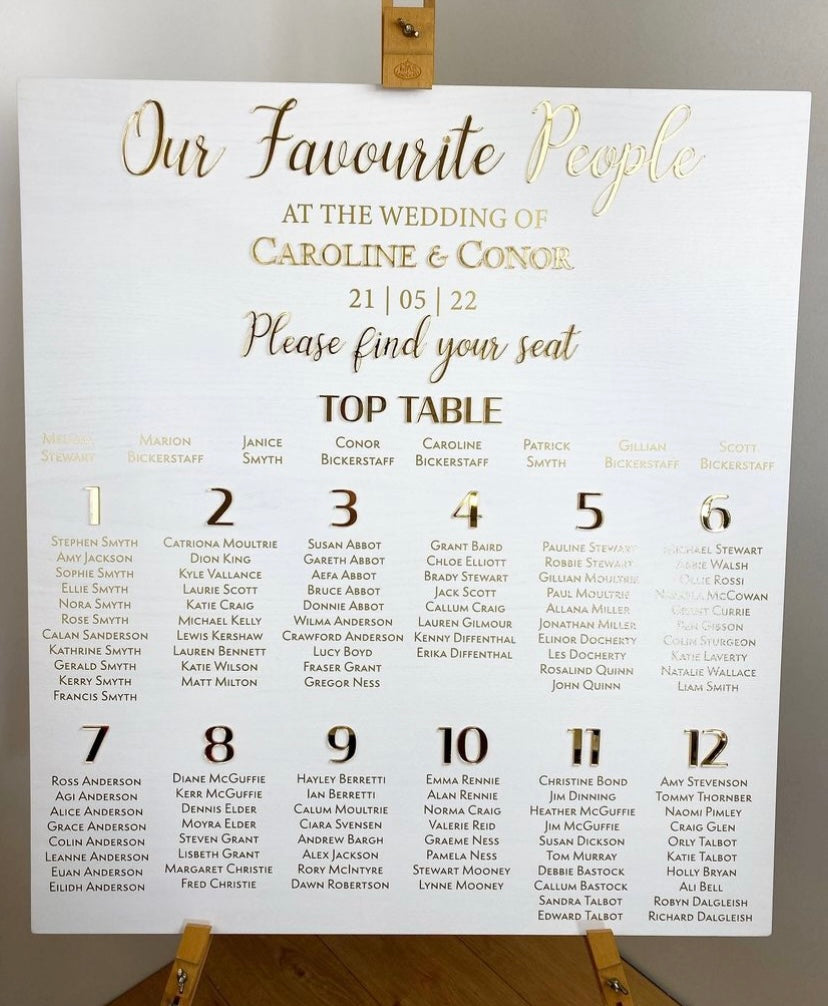 Our Favourite People
AT THE WEDDING OF
CAROLINE & CONOR
21 | 05 | 22
Please find your seat
TOP TABLE
STEWART
MARION
BICKERSTAFF
JANICE
SMYTH
CONOR
BICKERSTAFF
CAROLINE
BICKERSTAFF
PATRICK
SMYTH
GILLIAN
BICKERSTAFF
SCOTT
BICKERSTAFF
1
STEPHEN SMYTH
AMY JACKSON
SOPHIE SMYTH
ELLIE SMYTH
NORA SMYTH
ROSE SMYTH
CALAN SANDERSON
KATHRINE SMYTH
GERALD SMYTH
KERRY SMYTH
FRANCIS SMYTH
2
CATRIONA MOULTRIE
DION KING
KYLE VALLANCE
LAURIE SCOTT
KATIE CRAIG
MICHAEL KELLY
LEWIS KERSHAW
LAUREN BENNETT
KATIE WILSON
MATT MILTON
3
SUSAN ABBOT
GARETH ABBOT
AEFA ABBOT
BRUCE ABBOT
DONNIE ABBOT
WILMA ANDERSON
CRAWFORD ANDERSON
LUCY BOYD
FRASER GRANT
GREGOR NESS
4
GRANT BAIRD
CHLOE ELLIOTT
BRADY STEWART
JACK SCOTT
CALLUM CRAIG
LAUREN GILMOUR
KENNY DIFFENTHAL
ERIKA DIFFENTHAL
5
PAULINE STEWART
ROBBIE STEWART
GILLIAN MOULTRIE
PAUL MOULTRIE
ALLANA MILLER
JONATHAN MILLER
ELINOR DOCHERTY
LES DOCHERTY
ROSALIND QUINN
JOHN QUINN
6
MICHAEL STEWART
WALSH
OLLIE ROSSI
MCCOWAN
GRANT CURRIE
BEN GIBSON
COLIN STURGEON
KATIE LAVERTY
NATALIE WALLACE
LIAM SMITH
7
ROSS ANDERSON
AGI ANDERSON
ALICE ANDERSON
GRACE ANDERSON
COLIN ANDERSON
LEANNE ANDERSON
EUAN ANDERSON
EILIDH ANDERSON
8
DIANE MCGUFFIE
KERR MCGUFFIE
DENNIS ELDER
MOYRA ELDER
STEVEN GRANT
LISBETH GRANT
MARGARET CHRISTIE
FRED CHRISTIE
9
HAYLEY BERRETTI
IAN BERRETTI
CALUM MOULTRIE
CIARA SVENSEN
ANDREW BARGH
ALEX JACKSON
RORY MCINTYRE
DAWN ROBERTSON
10
EMMA RENNIE
ALAN RENNIE
NORMA CRAIG
VALERIE REID
GRAEME NESS
PAMELA NESS
STEWART MOONEY
LYNNE MOONEY
11
CHRISTINE BOND
JIM DINNING
HEATHER MCGUFFIE
JIM MCGUFFIE
SUSAN DICKSON
TOM MURRAY
DEBBIE BASTOCK
CALLUM BASTOCK
SANDRA TALBOT
EDWARD TALBOT
12
AMY STEVENSON
TOMMY THORNBER
NAOMI PIMLEY
CRAIG GLEN
ORLY TALBOT
KATIE TALBOT
HOLLY BRYAN
ALI BELL
ROBYN DALGLEISH
RICHARD DALGLEISH